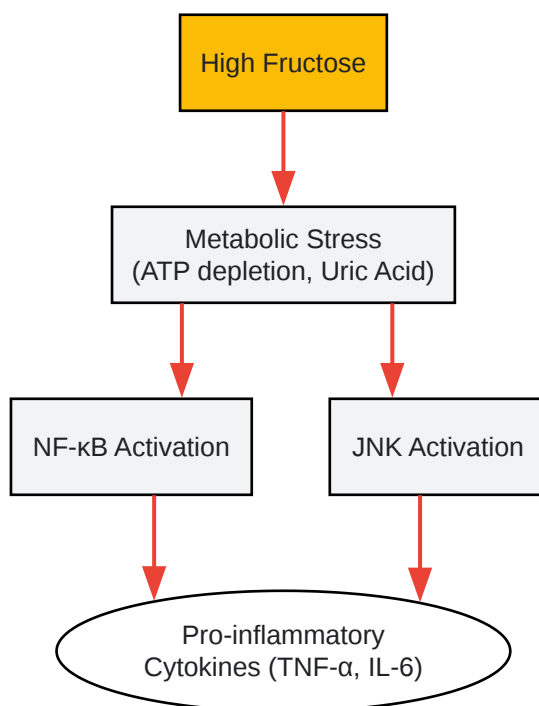 High Fructose
Metabolic Stress
(ATP depletion, Uric Acid)
NF-κB Activation
JNK Activation
Pro-inflammatory
Cytokines (TNF-α, IL-6)